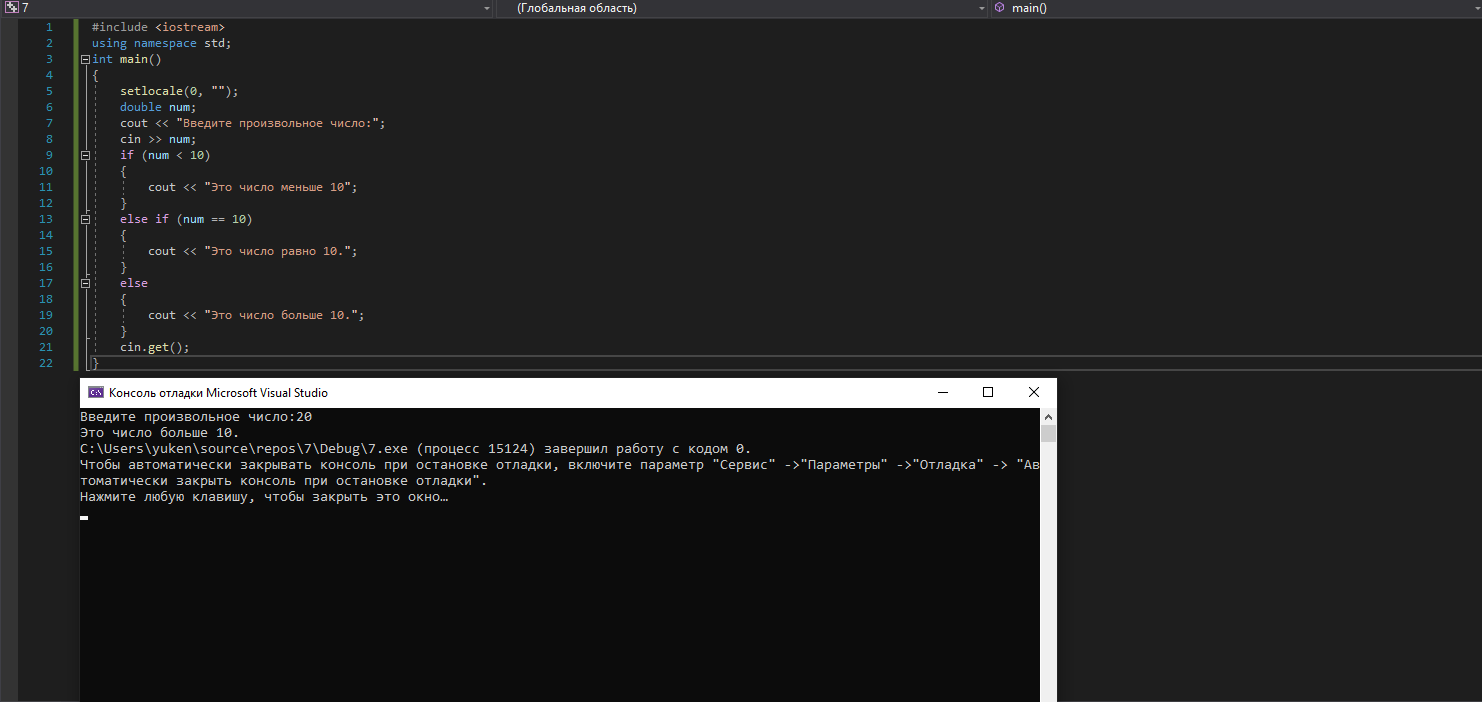 7 (Глобальная область) main()
1 #include <iostream>
2 using namespace std;
3 int main()
4 {
5 setlocale(0, "");
6 double num;
7 cout << "Введите произвольное число:";
8 cin >> num;
9 if (num < 10)
10 {
11 cout << "Это число меньше 10";
12 }
13 else if (num == 10)
14 {
15 cout << "Это число равно 10.";
16 }
17 else
18 {
19 cout << "Это число больше 10.";
20 }
21 cin.get();
22 }
Консоль отладки Microsoft Visual Studio
Введите произвольное число:20
Это число больше 10.
C:\Users\yuken\source\repos\7\Debug\7.exe (процесс 15124) завершил работу с кодом 0.
Чтобы автоматически закрывать консоль при остановке отладки, включите параметр "Сервис" ->"Параметры" ->"Отладка" -> "Ав
томатически закрыть консоль при остановке отладки".
Нажмите любую клавишу, чтобы закрыть это окно…